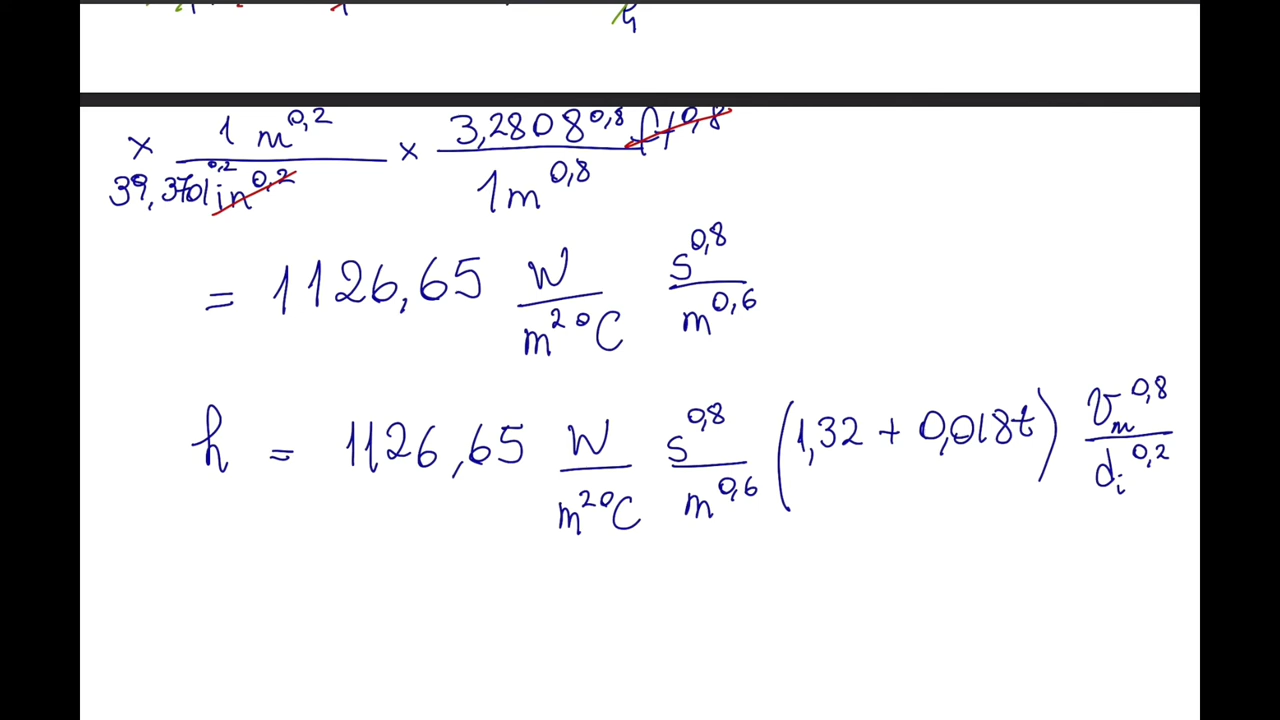 × 1 m^0,2 / 39,3701^0,2 in^0,2 × 3,2808^0,8 ft^0,8 / 1m^0,8
= 1126,65 W / m² °C s^0,8 / m^0,6
h = 1126,65 W / m² °C s^0,8 / m^0,6 (1,32 + 0,018t) v_m^0,8 / d_i^0,2